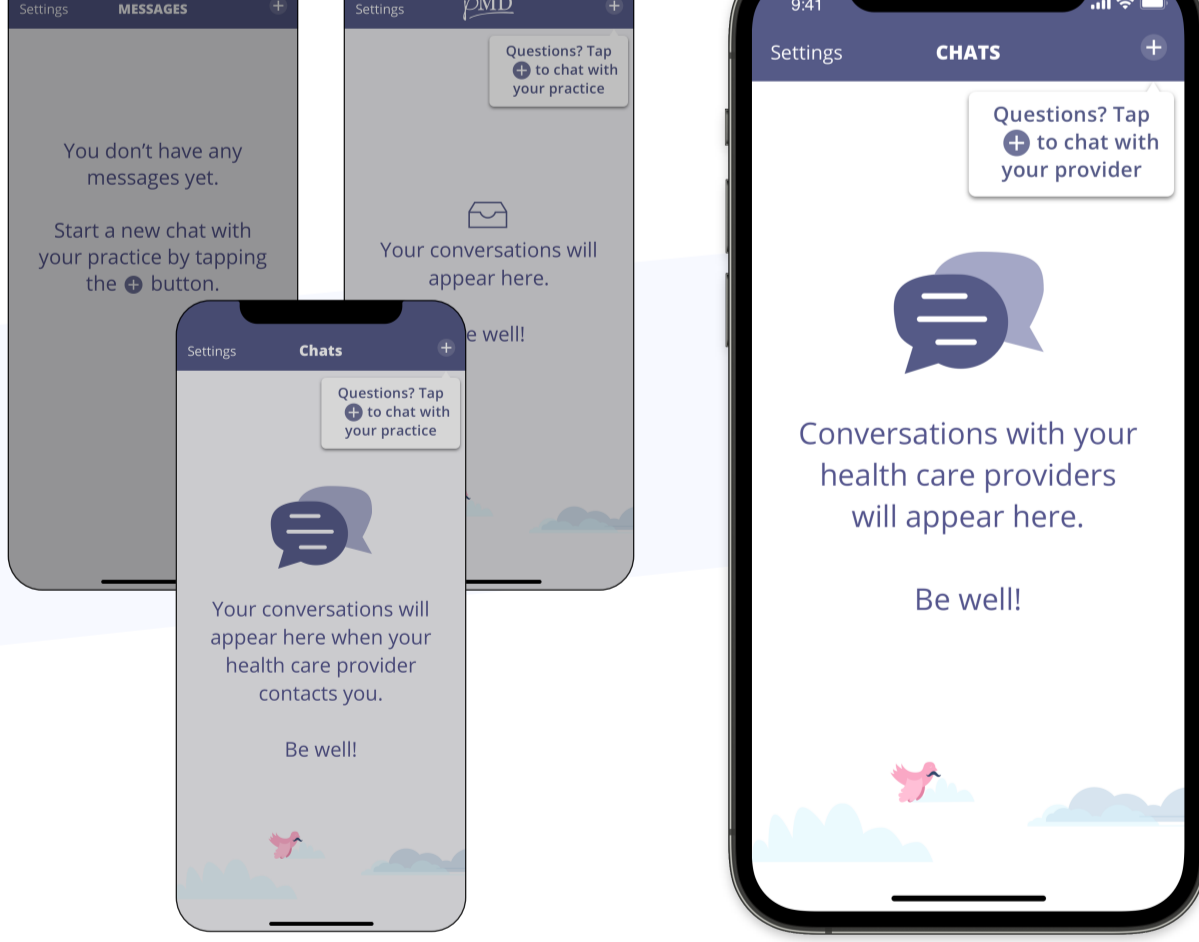 Settings
MESSAGES
You don’t have any
messages yet.
Start a new chat with
your practice by tapping
the + button.
Settings
pMD
+
Questions? Tap
+ to chat with
your practice
Your conversations will
appear here.
e well!
Settings
Chats
+
Questions? Tap
+ to chat with
your practice
Your conversations will
appear here when your
health care provider
contacts you.
Be well!
9:41
Settings
CHATS
+
Questions? Tap
+ to chat with
your provider
Conversations with your
health care providers
will appear here.
Be well!